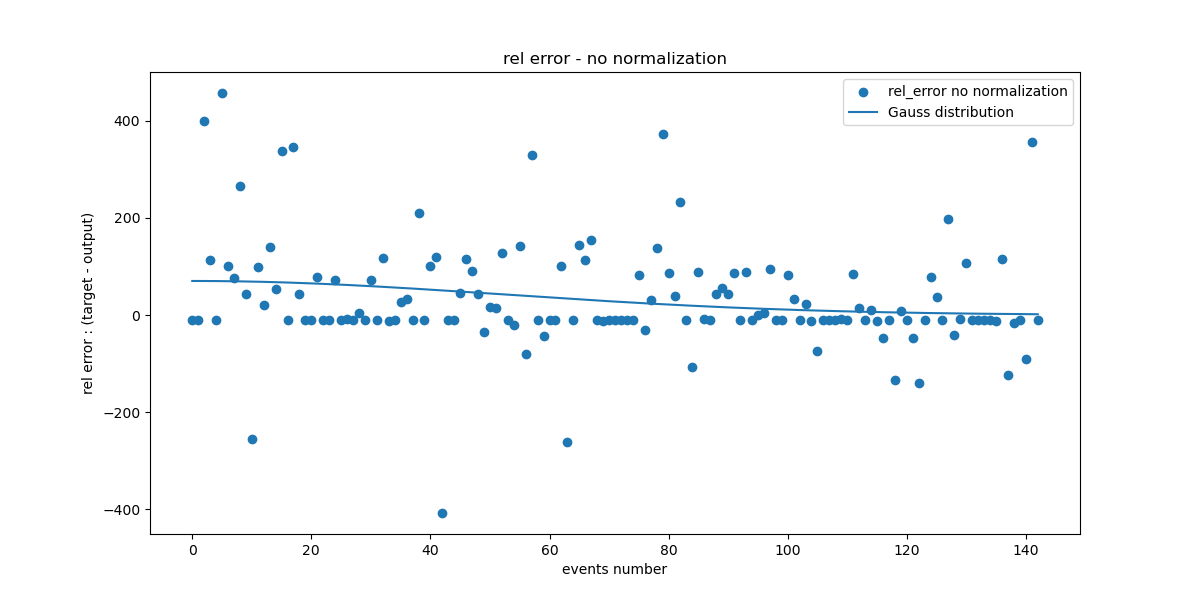 rel error - no normalization
rel_error no normalization
Gauss distribution
rel error : (target - output)
400
200
0
−200
−400
0 20 40 60 80 100 120 140
events number